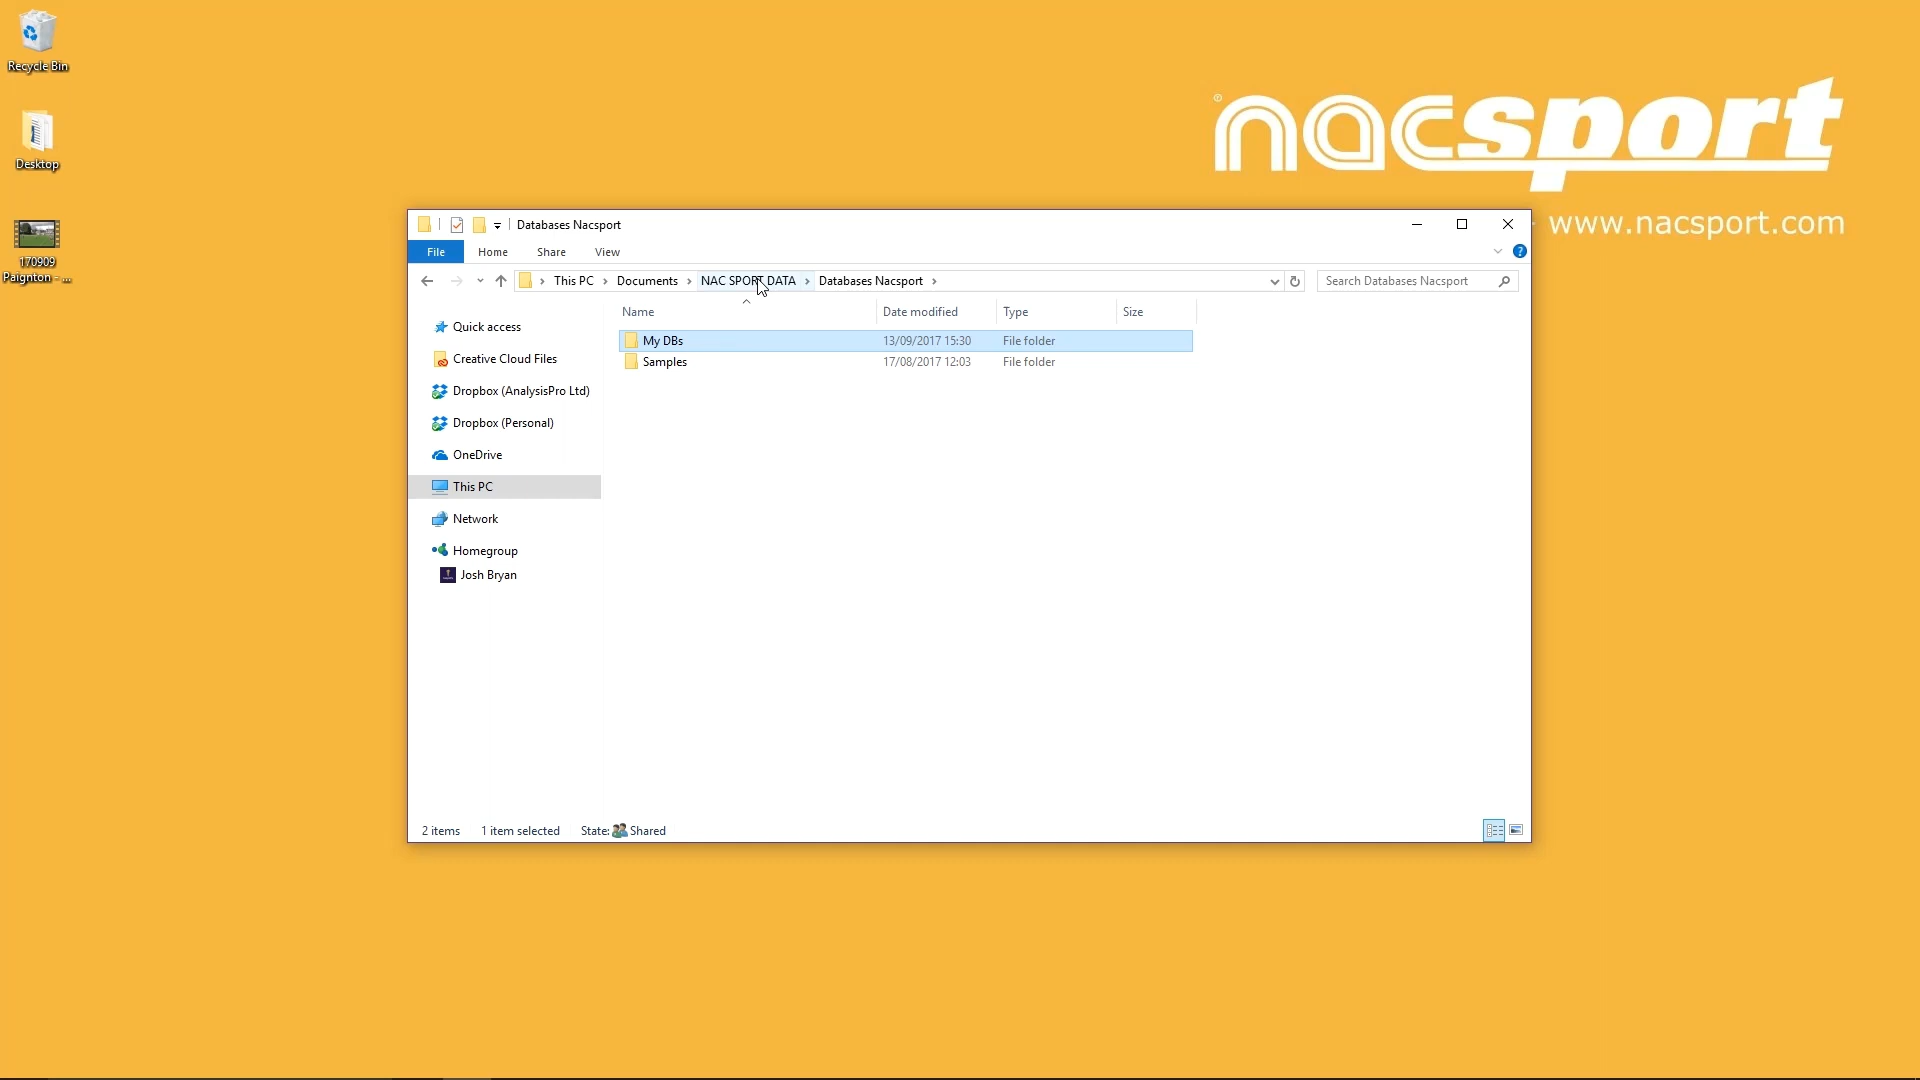 Recycle Bin
Desktop
170909
Paignton - ...
nacsport
www.nacsport.com
Databases Nacsport
File Home Share View
This PC Documents NAC SPORT DATA Databases Nacsport
Search Databases Nacsport
Name Date modified Type Size
My DBs 13/09/2017 15:30 File folder
Samples 17/08/2017 12:03 File folder
Quick access
Creative Cloud Files
Dropbox (AnalysisPro Ltd)
Dropbox (Personal)
OneDrive
This PC
Network
Homegroup
Josh Bryan
2 items 1 item selected State: Shared